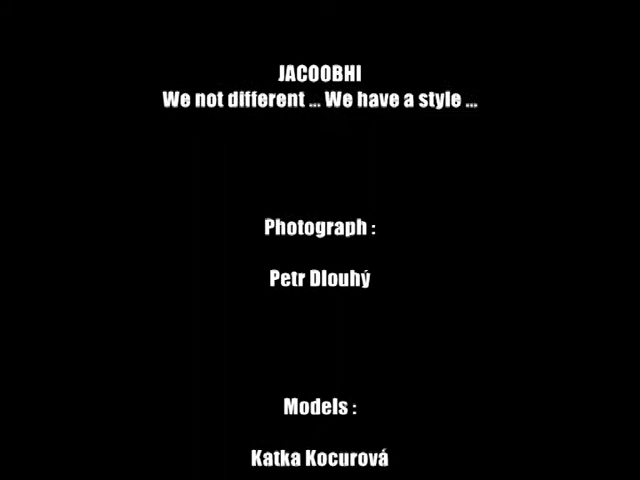 JACOOBHI
We not different ... We have a style ...
Photograph :
Petr Dlouhý
Models :
Katka Kocurová